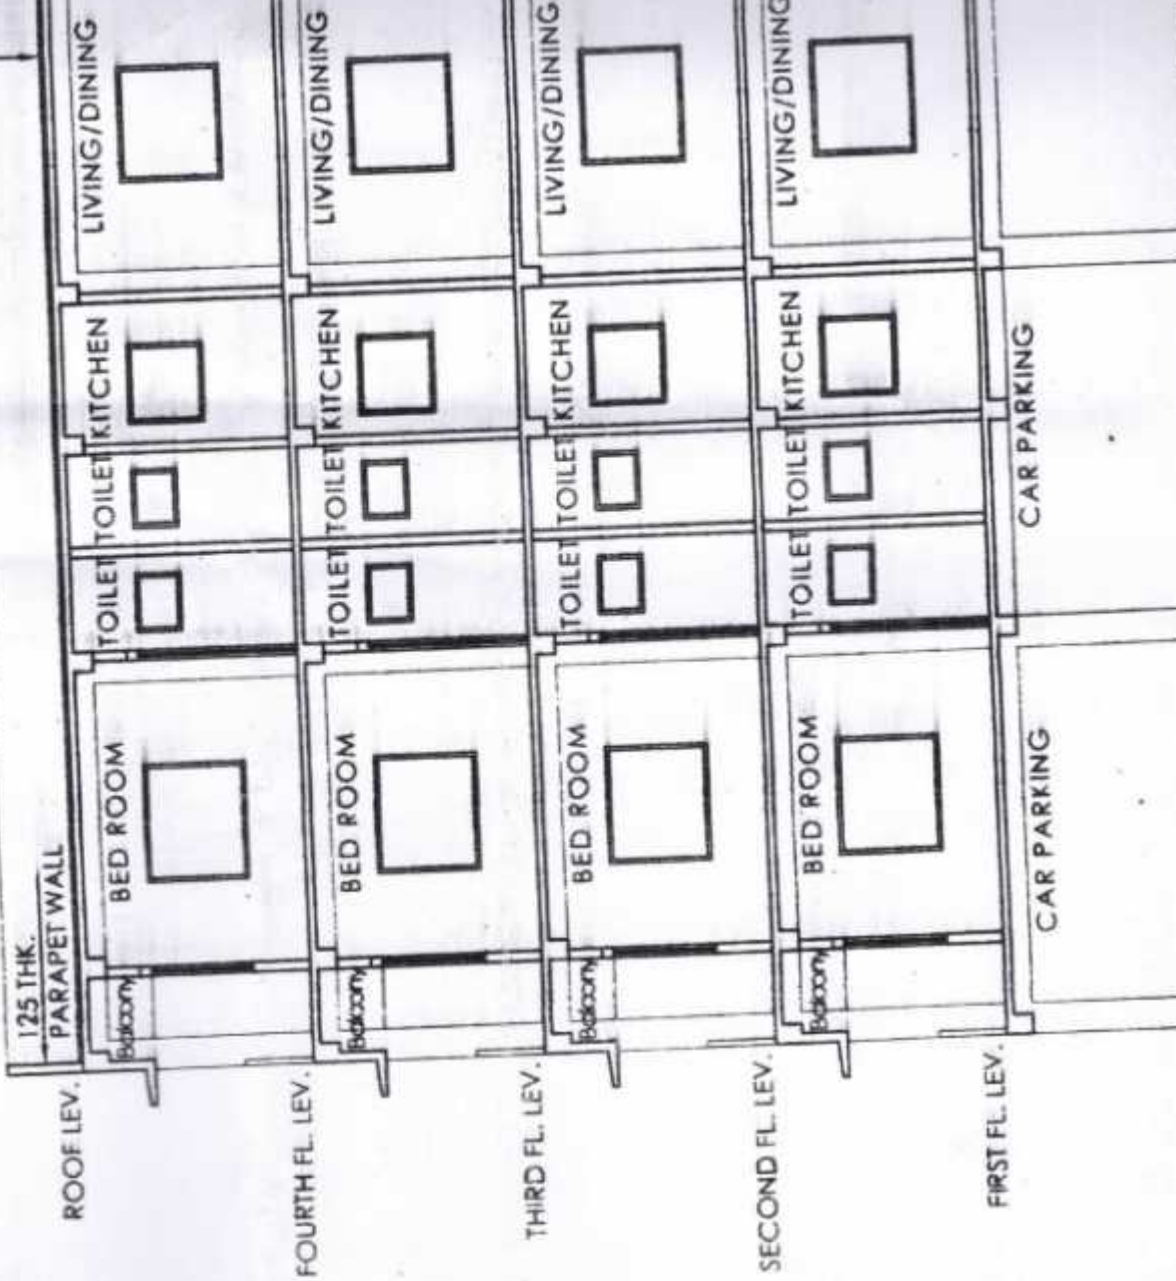 125 THK.
PARAPET WALL
ROOF LEV.
Balcony
BED ROOM
TOILET
TOILET
KITCHEN
LIVING/DINING
FOURTH FL. LEV.
Balcony
BED ROOM
TOILET
TOILET
KITCHEN
LIVING/DINING
THIRD FL. LEV.
Balcony
BED ROOM
TOILET
TOILET
KITCHEN
LIVING/DINING
SECOND FL. LEV.
Balcony
BED ROOM
TOILET
TOILET
KITCHEN
LIVING/DINING
FIRST FL. LEV.
CAR PARKING
CAR PARKING